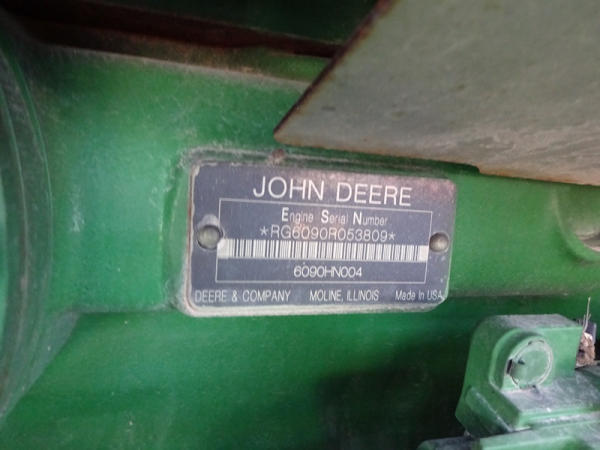 JOHN DEERE
Engine Serial Number
*RG6090R053809*
6090HN004
DEERE & COMPANY MOLINE, ILLINOIS Made In USA